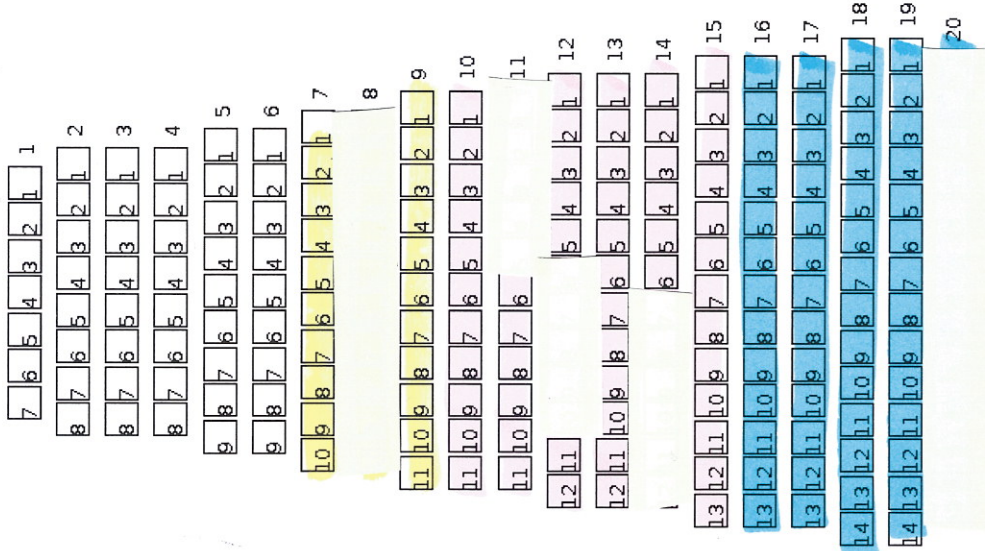 7 6 5 4 3 2 1 1
8 7 6 5 4 3 2 1 2
8 7 6 5 4 3 2 1 3
8 7 6 5 4 3 2 1 4
9 8 7 6 5 4 3 2 1 5
9 8 7 6 5 4 3 2 1 6
10 9 8 7 6 5 4 3 2 1 7
8
11 10 9 8 7 6 5 4 3 2 1 9
11 10 9 8 7 6 5 4 3 2 1 10
11 10 9 8 7 6 11
12 11 5 4 3 2 1 12
12 11 10 9 8 7 6 5 4 3 2 1 13
6 5 4 3 2 1 14
13 12 11 10 9 8 7 6 5 4 3 2 1 15
13 12 11 10 9 8 7 6 5 4 3 2 1 16
13 12 11 10 9 8 7 6 5 4 3 2 1 17
14 13 12 11 10 9 8 7 6 5 4 3 2 1 18
14 13 12 11 10 9 8 7 6 5 4 3 2 1 19
20